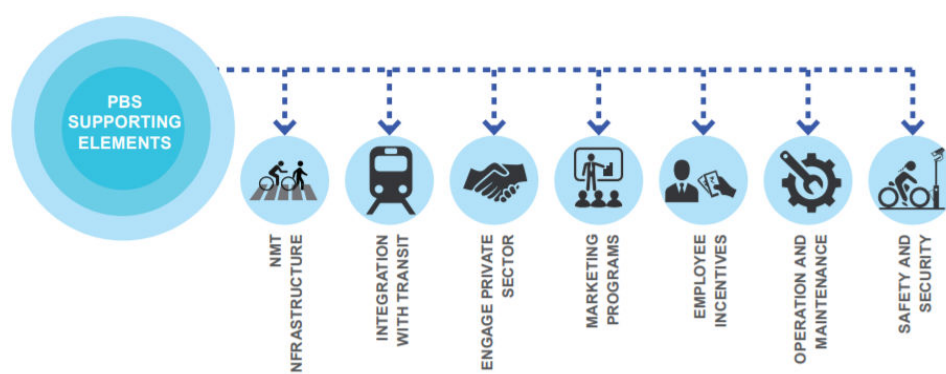 PBS
SUPPORTING
ELEMENTS
NMT
NFRASTRUCTURE
INTEGRATION
WITH TRANSIT
ENGAGE PRIVATE
SECTOR
MARKETING
PROGRAMS
EMPLOYEE
INCENTIVES
OPERATION AND
MAINTENANCE
SAFETY AND
SECURITY